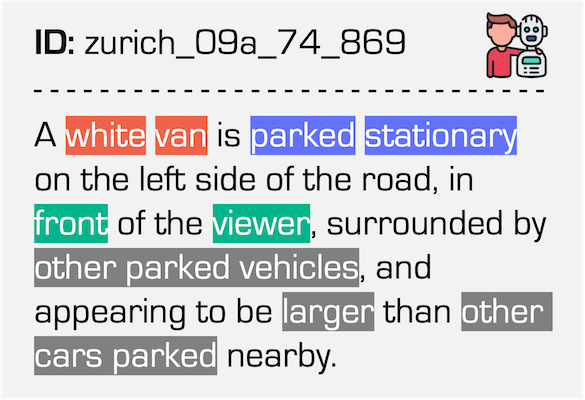 ID: zurich_09a_74_869
A white van is parked stationary
on the left side of the road, in
front of the viewer, surrounded by
other parked vehicles, and
appearing to be larger than other
cars parked nearby.